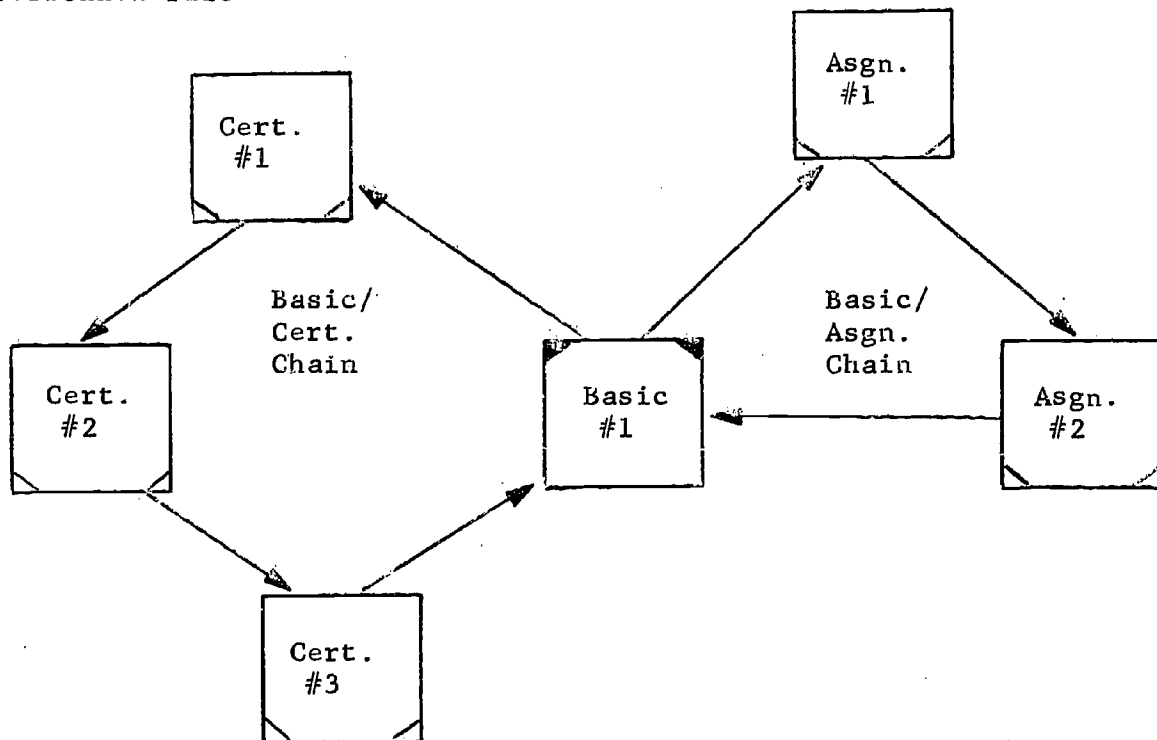 Asgn.
#1
Cert.
#1
Basic/
Cert.
Chain
Basic/
Asgn.
Chain
Cert.
#2
Basic
#1
Asgn.
#2
Cert.
#3